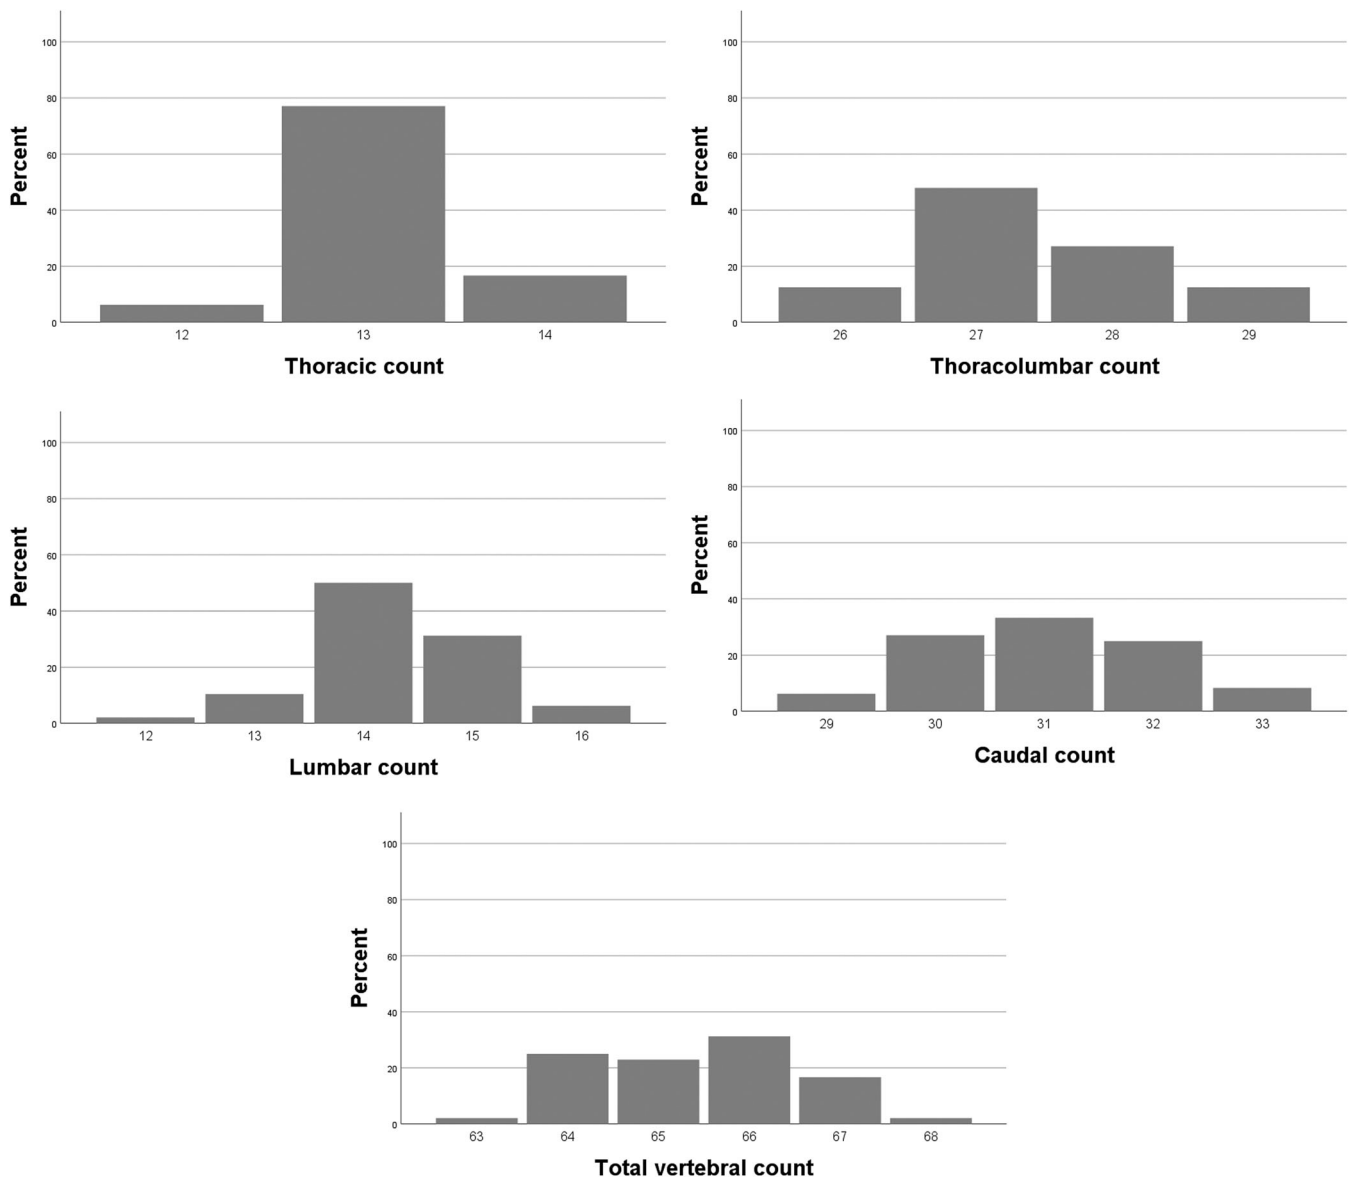 Percent
100
80
60
40
20
0
12 13 14
Thoracic count
Percent
100
80
60
40
20
0
26 27 28 29
Thoracolumbar count
Percent
100
80
60
40
20
0
12 13 14 15 16
Lumbar count
Percent
100
80
60
40
20
0
29 30 31 32 33
Caudal count
Percent
100
80
60
40
20
0
63 64 65 66 67 68
Total vertebral count